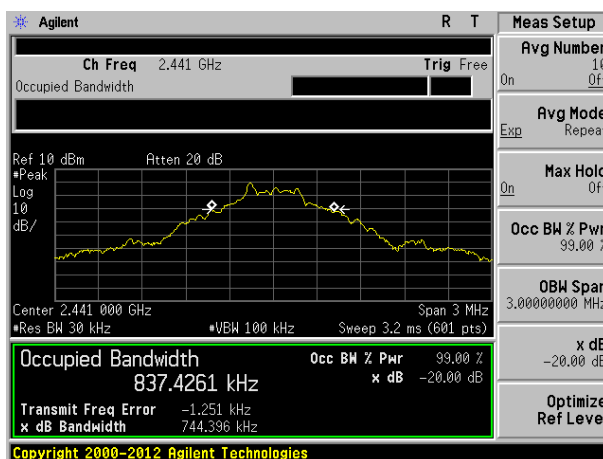 Agilent R T
Meas Setup
Ch Freq 2.441 GHz Trig Free
Occupied Bandwidth
Avg Number
10
On Of
Avg Mode
Exp Repeat
Ref 10 dBm Atten 20 dB
#Peak
Log
10
dB/
Max Hold
On Of
Occ BW % Pwr
99.00 %
OBW Span
3.00000000 MHz
Center 2.441 000 GHz Span 3 MHz
#Res BW 30 kHz #VBW 100 kHz Sweep 3.2 ms (601 pts)
x dB
-20.00 dB
Occupied Bandwidth
837.4261 kHz
Occ BW % Pwr 99.00 %
x dB -20.00 dB
Transmit Freq Error -1.251 kHz
x dB Bandwidth 744.396 kHz
Optimize
Ref Leve
Copyright 2000-2012 Agilent Technologies